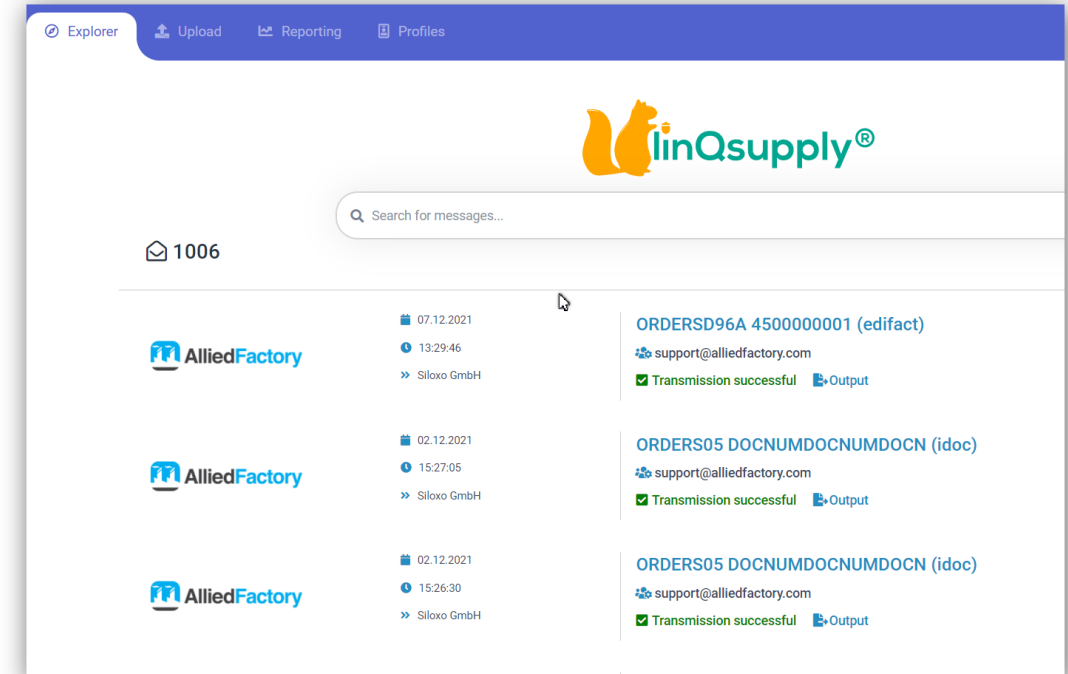 Explorer Upload Reporting Profiles
linQsupply®
Search for messages...
1006
07.12.2021
13:29:46
Siloxo GmbH
AlliedFactory
ORDERSD96A 4500000001 (edifact)
support@alliedfactory.com
Transmission successful Output
02.12.2021
15:27:05
Siloxo GmbH
AlliedFactory
ORDERS05 DOCNUMDOCNUMDOCN (idoc)
support@alliedfactory.com
Transmission successful Output
02.12.2021
15:26:30
Siloxo GmbH
AlliedFactory
ORDERS05 DOCNUMDOCNUMDOCN (idoc)
support@alliedfactory.com
Transmission successful Output